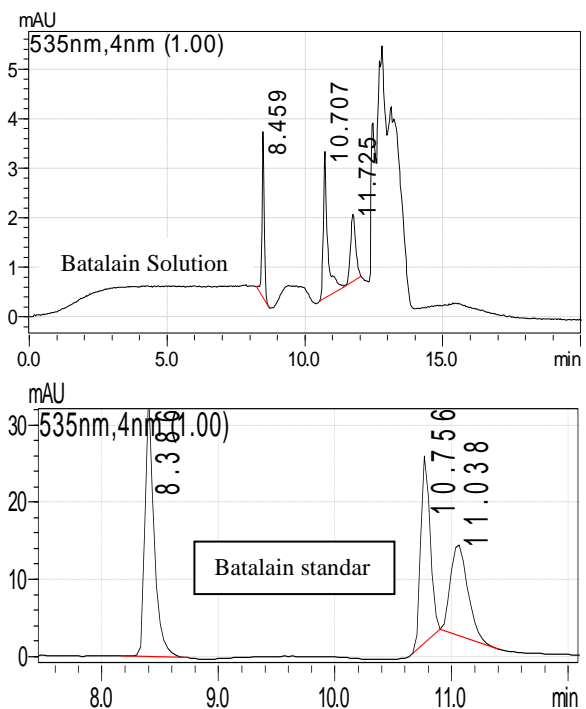 mAU
535nm,4nm (1.00)
5
4
3
2
1
0
8.459
10.707
11.725
Batalain Solution
0.0 5.0 10.0 15.0 min
mAU
535nm,4nm (1.00)
30
20
10
0
8.386
10.756
11.038
Batalain standar
8.0 9.0 10.0 11.0 min